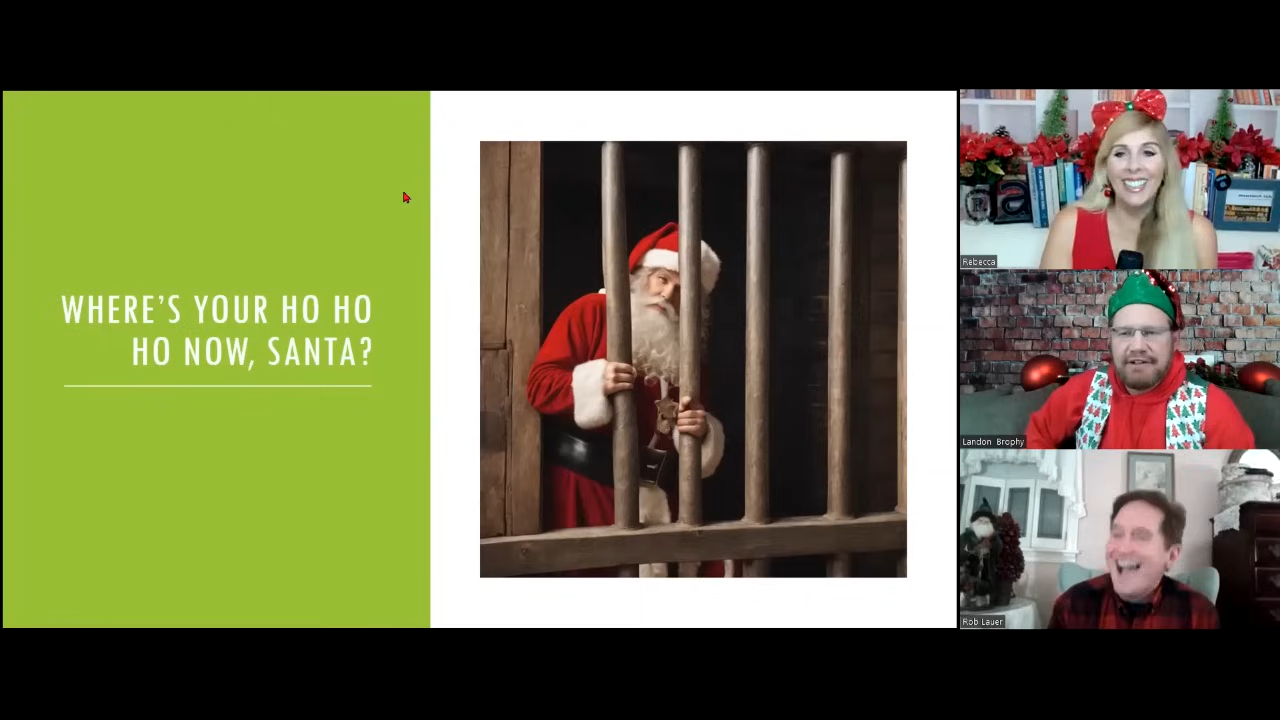 WHERE'S YOUR HO HO
HO NOW, SANTA?
Rebecca
Landon Brophy
Rob Lauer